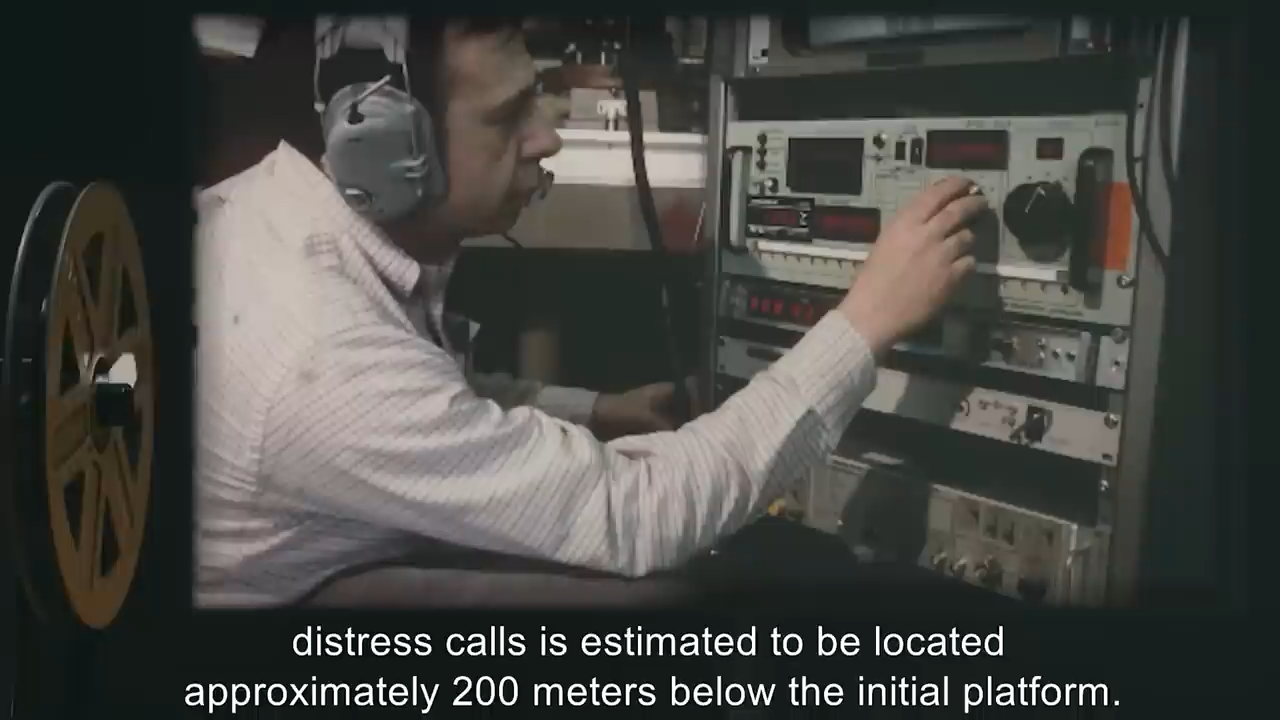 distress calls is estimated to be located
approximately 200 meters below the initial platform.